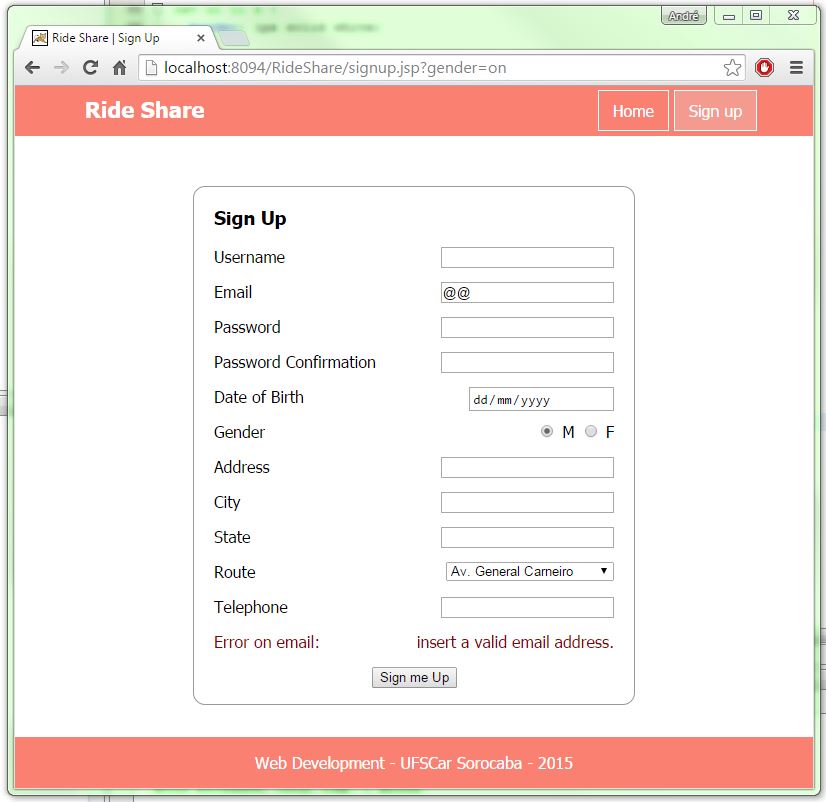 André
Ride Share | Sign Up
localhost:8094/RideShare/signup.jsp?gender=on
Ride Share
Home
Sign up
Sign Up
Username
Email @@
Password
Password Confirmation
Date of Birth dd/mm/yyyy
Gender M F
Address
City
State
Route Av. General Carneiro
Telephone
Error on email: insert a valid email address.
Sign me Up
Web Development - UFSCar Sorocaba - 2015